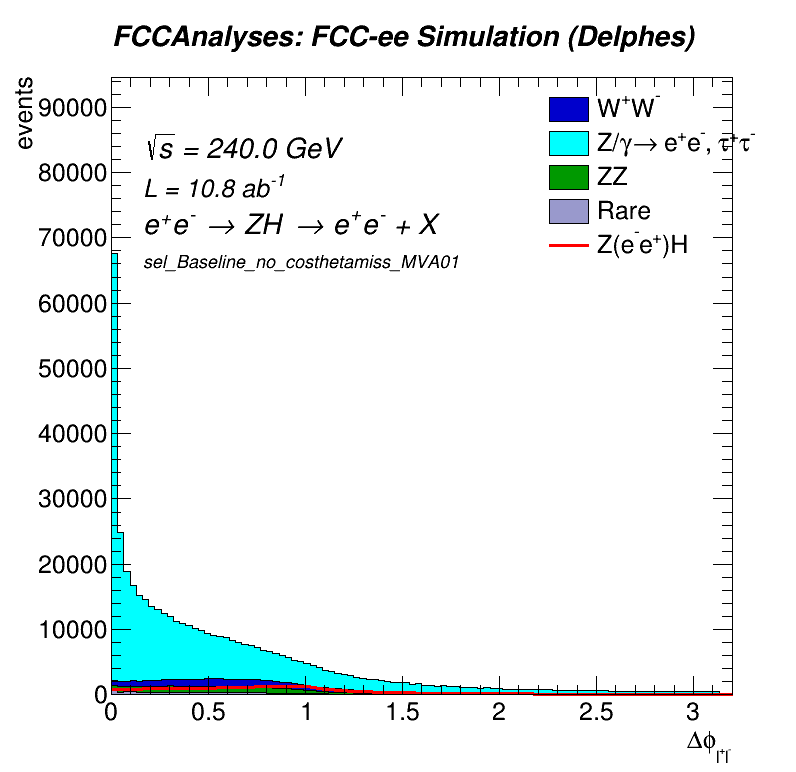 FCCAnalyses: FCC-ee Simulation (Delphes)
events
90000
80000
70000
60000
50000
40000
30000
20000
10000
0
√s = 240.0 GeV
L = 10.8 ab⁻¹
e⁺e⁻ → ZH → e⁺e⁻ + X
sel_Baseline_no_costhetamiss_MVA01
W⁺W⁻
Z/γ→ e⁺e⁻, τ⁺τ⁻
ZZ
Rare
Z(e⁻e⁺)H
0 0.5 1 1.5 2 2.5 3
Δϕ_l⁺l⁻